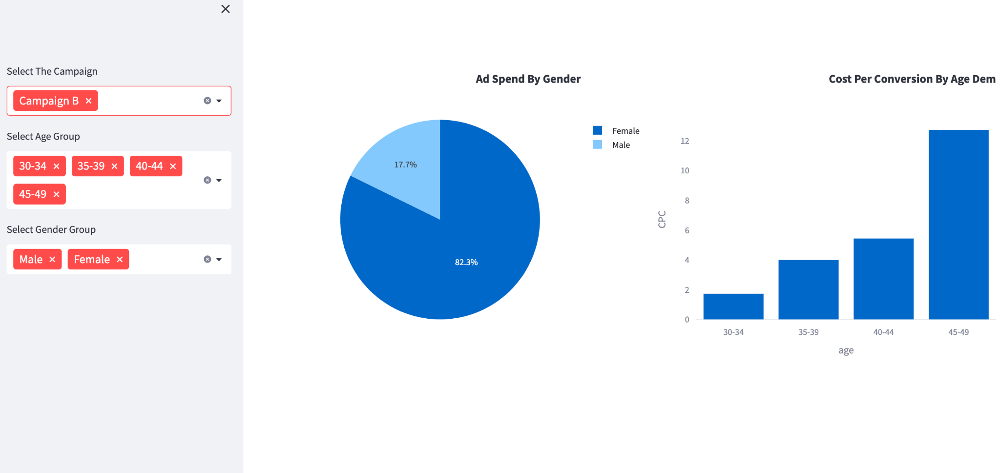 Select The Campaign
Campaign B
Select Age Group
30-34 35-39 40-44
45-49
Select Gender Group
Male Female
Ad Spend By Gender
17.7%
82.3%
Female
Male
Cost Per Conversion By Age Dem
12
10
8
6
4
2
0
CPC
30-34 35-39 40-44 45-49
age